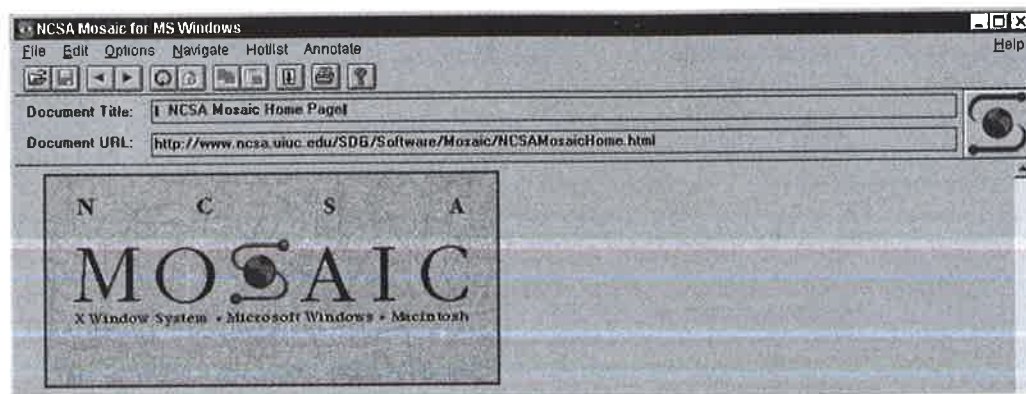 NCSA Mosaic for MS Windows
File Edit Options Navigate Hotlist Annotate Help
Document Title: NCSA Mosaic Home Page
Document URL: http://www.ncsa.uiuc.edu/SDG/Software/Mosaic/NCSAMosaicHome.html
N C S A
MOSAIC
X Window System • Microsoft Windows • Macintosh